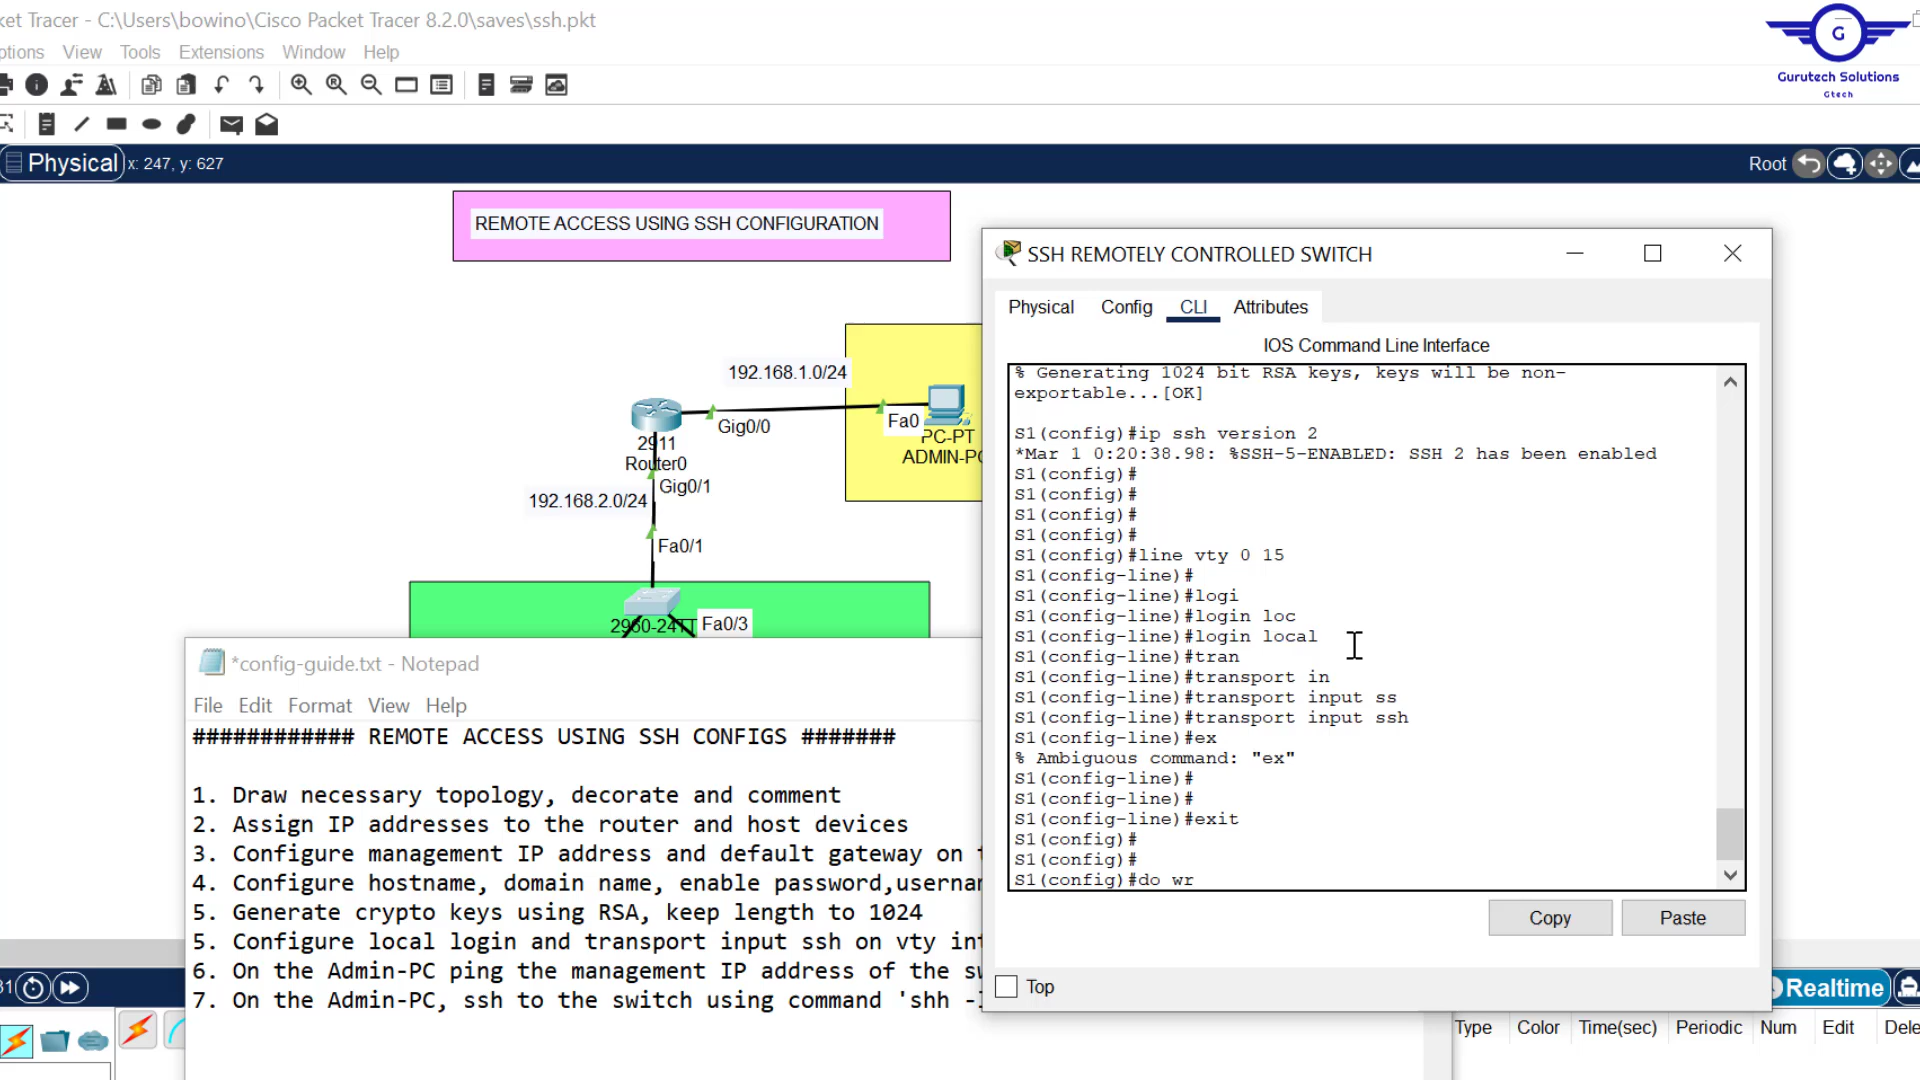 ket Tracer - C:\Users\bowino\Cisco Packet Tracer 8.2.0\saves\ssh.pkt
ptions View Tools Extensions Window Help
G
Gurutech Solutions
Gtech
Physical x: 247, y: 627
Root
REMOTE ACCESS USING SSH CONFIGURATION
192.168.1.0/24
Gig0/0
Fa0
2911
Router0
PC-PT
ADMIN-PC
Gig0/1
192.168.2.0/24
Fa0/1
2960-24TT
Fa0/3
SSH REMOTELY CONTROLLED SWITCH
Physical Config CLI Attributes
IOS Command Line Interface
% Generating 1024 bit RSA keys, keys will be non-
exportable...[OK]
S1(config)#ip ssh version 2
*Mar 1 0:20:38.98: %SSH-5-ENABLED: SSH 2 has been enabled
S1(config)#
S1(config)#
S1(config)#
S1(config)#
S1(config)#line vty 0 15
S1(config-line)#
S1(config-line)#logi
S1(config-line)#login loc
S1(config-line)#login local
S1(config-line)#tran
S1(config-line)#transport in
S1(config-line)#transport input ss
S1(config-line)#transport input ssh
S1(config-line)#ex
% Ambiguous command: "ex"
S1(config-line)#
S1(config-line)#
S1(config-line)#exit
S1(config)#
S1(config)#
S1(config)#do wr
Copy Paste
Top
*config-guide.txt - Notepad
File Edit Format View Help
############ REMOTE ACCESS USING SSH CONFIGS #######
1. Draw necessary topology, decorate and comment
2. Assign IP addresses to the router and host devices
3. Configure management IP address and default gateway on
4. Configure hostname, domain name, enable password,usernam
5. Generate crypto keys using RSA, keep length to 1024
5. Configure local login and transport input ssh on vty int
6. On the Admin-PC ping the management IP address of the sw
7. On the Admin-PC, ssh to the switch using command 'shh -l
Realtime
Type Color Time(sec) Periodic Num Edit Dele